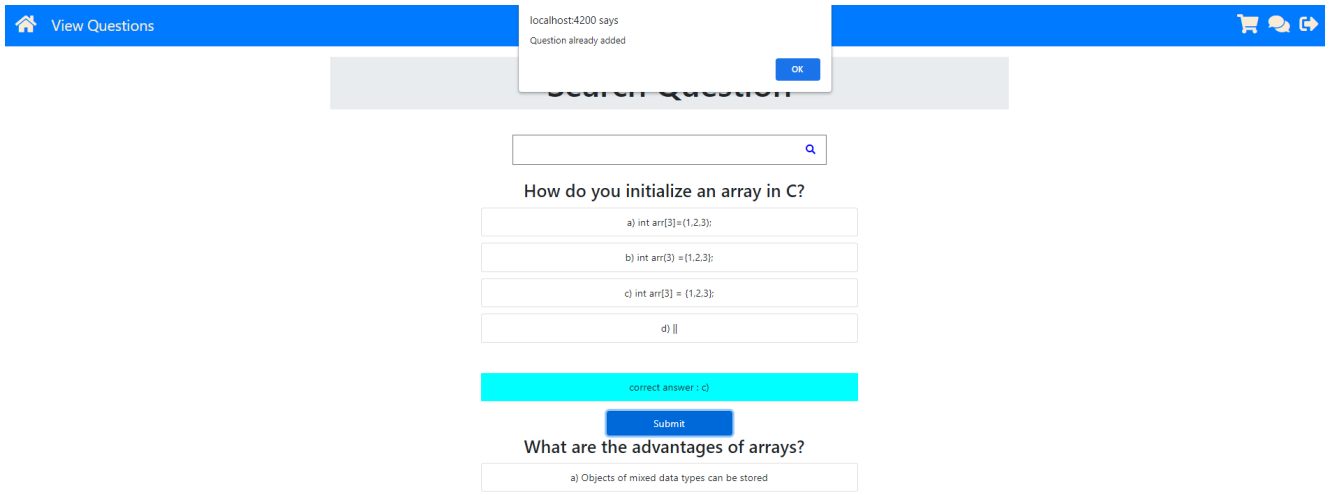 View Questions
localhost:4200 says
Question already added
OK
Search Question
How do you initialize an array in C?
a) int arr[3]=(1,2,3);
b) int arr(3) ={1,2,3};
c) int arr[3] = {1,2,3};
d) ||
correct answer : c)
Submit
What are the advantages of arrays?
a) Objects of mixed data types can be stored